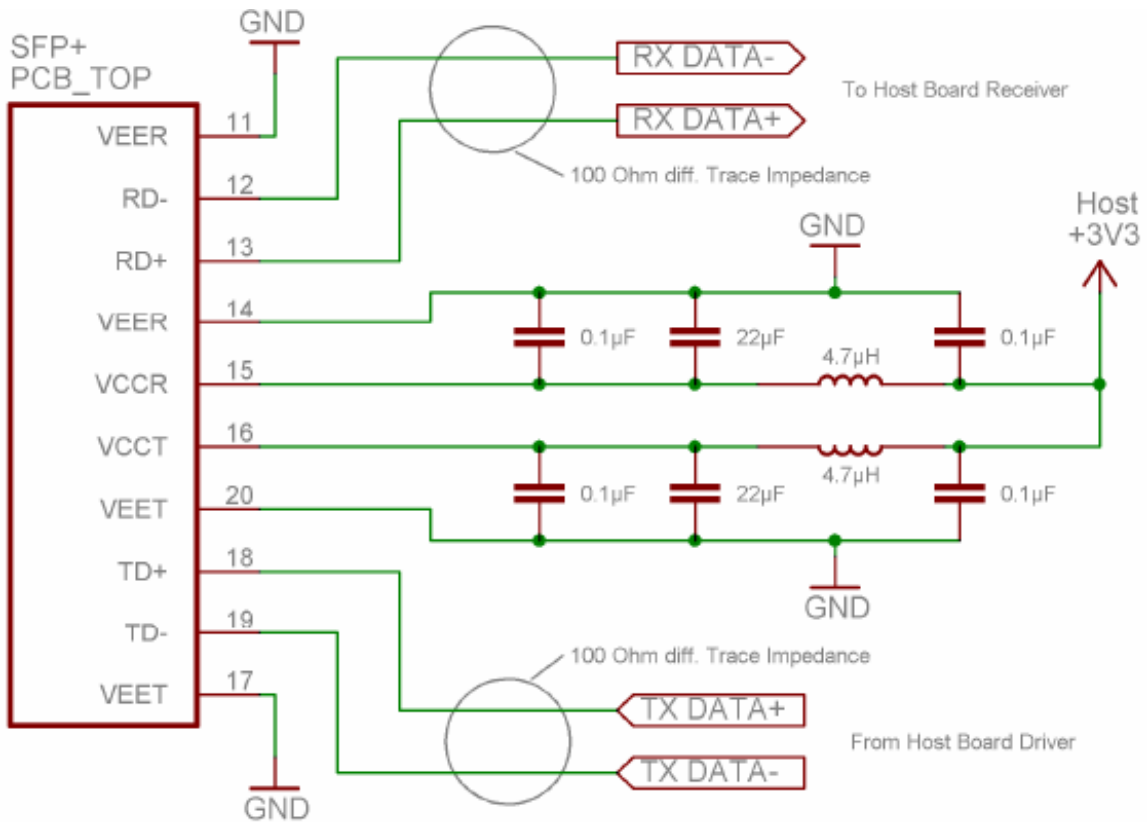 GND
SFP+
PCB_TOP
RX DATA-
To Host Board Receiver
VEER
11
RX DATA+
100 Ohm diff. Trace Impedance
RD-
12
Host
+3V3
GND
RD+
13
VEER
14
0.1µF
22µF
4.7µH
0.1µF
VCCR
15
VCCT
16
4.7µH
0.1µF
22µF
0.1µF
VEET
20
TD+
18
GND
TD-
19
100 Ohm diff. Trace Impedance
VEET
17
TX DATA+
From Host Board Driver
TX DATA-
GND